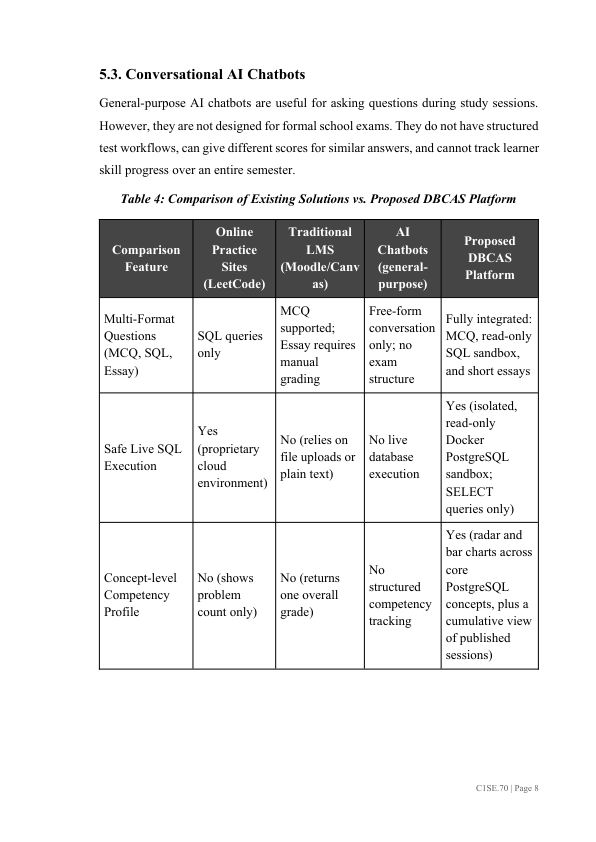 5.3. Conversational AI Chatbots
General-purpose AI chatbots are useful for asking questions during study sessions.
However, they are not designed for formal school exams. They do not have structured
test workflows, can give different scores for similar answers, and cannot track learner
skill progress over an entire semester.
Table 4: Comparison of Existing Solutions vs. Proposed DBCAS Platform
Comparison
Feature
Online
Practice
Sites
(LeetCode)
Traditional
LMS
(Moodle/Canv
as)
AI
Chatbots
(general-
purpose)
Proposed
DBCAS
Platform
Multi-Format
Questions
(MCQ, SQL,
Essay)
SQL queries
only
MCQ
supported;
Essay requires
manual
grading
Free-form
conversation
only; no
exam
structure
Fully integrated:
MCQ, read-only
SQL sandbox,
and short essays
Safe Live SQL
Execution
Yes
(proprietary
cloud
environment)
No (relies on
file uploads or
plain text)
No live
database
execution
Yes (isolated,
read-only
Docker
PostgreSQL
sandbox;
SELECT
queries only)
Concept-level
Competency
Profile
No (shows
problem
count only)
No (returns
one overall
grade)
No
structured
competency
tracking
Yes (radar and
bar charts across
core
PostgreSQL
concepts, plus a
cumulative view
of published
sessions)
C1SE.70 | Page 8